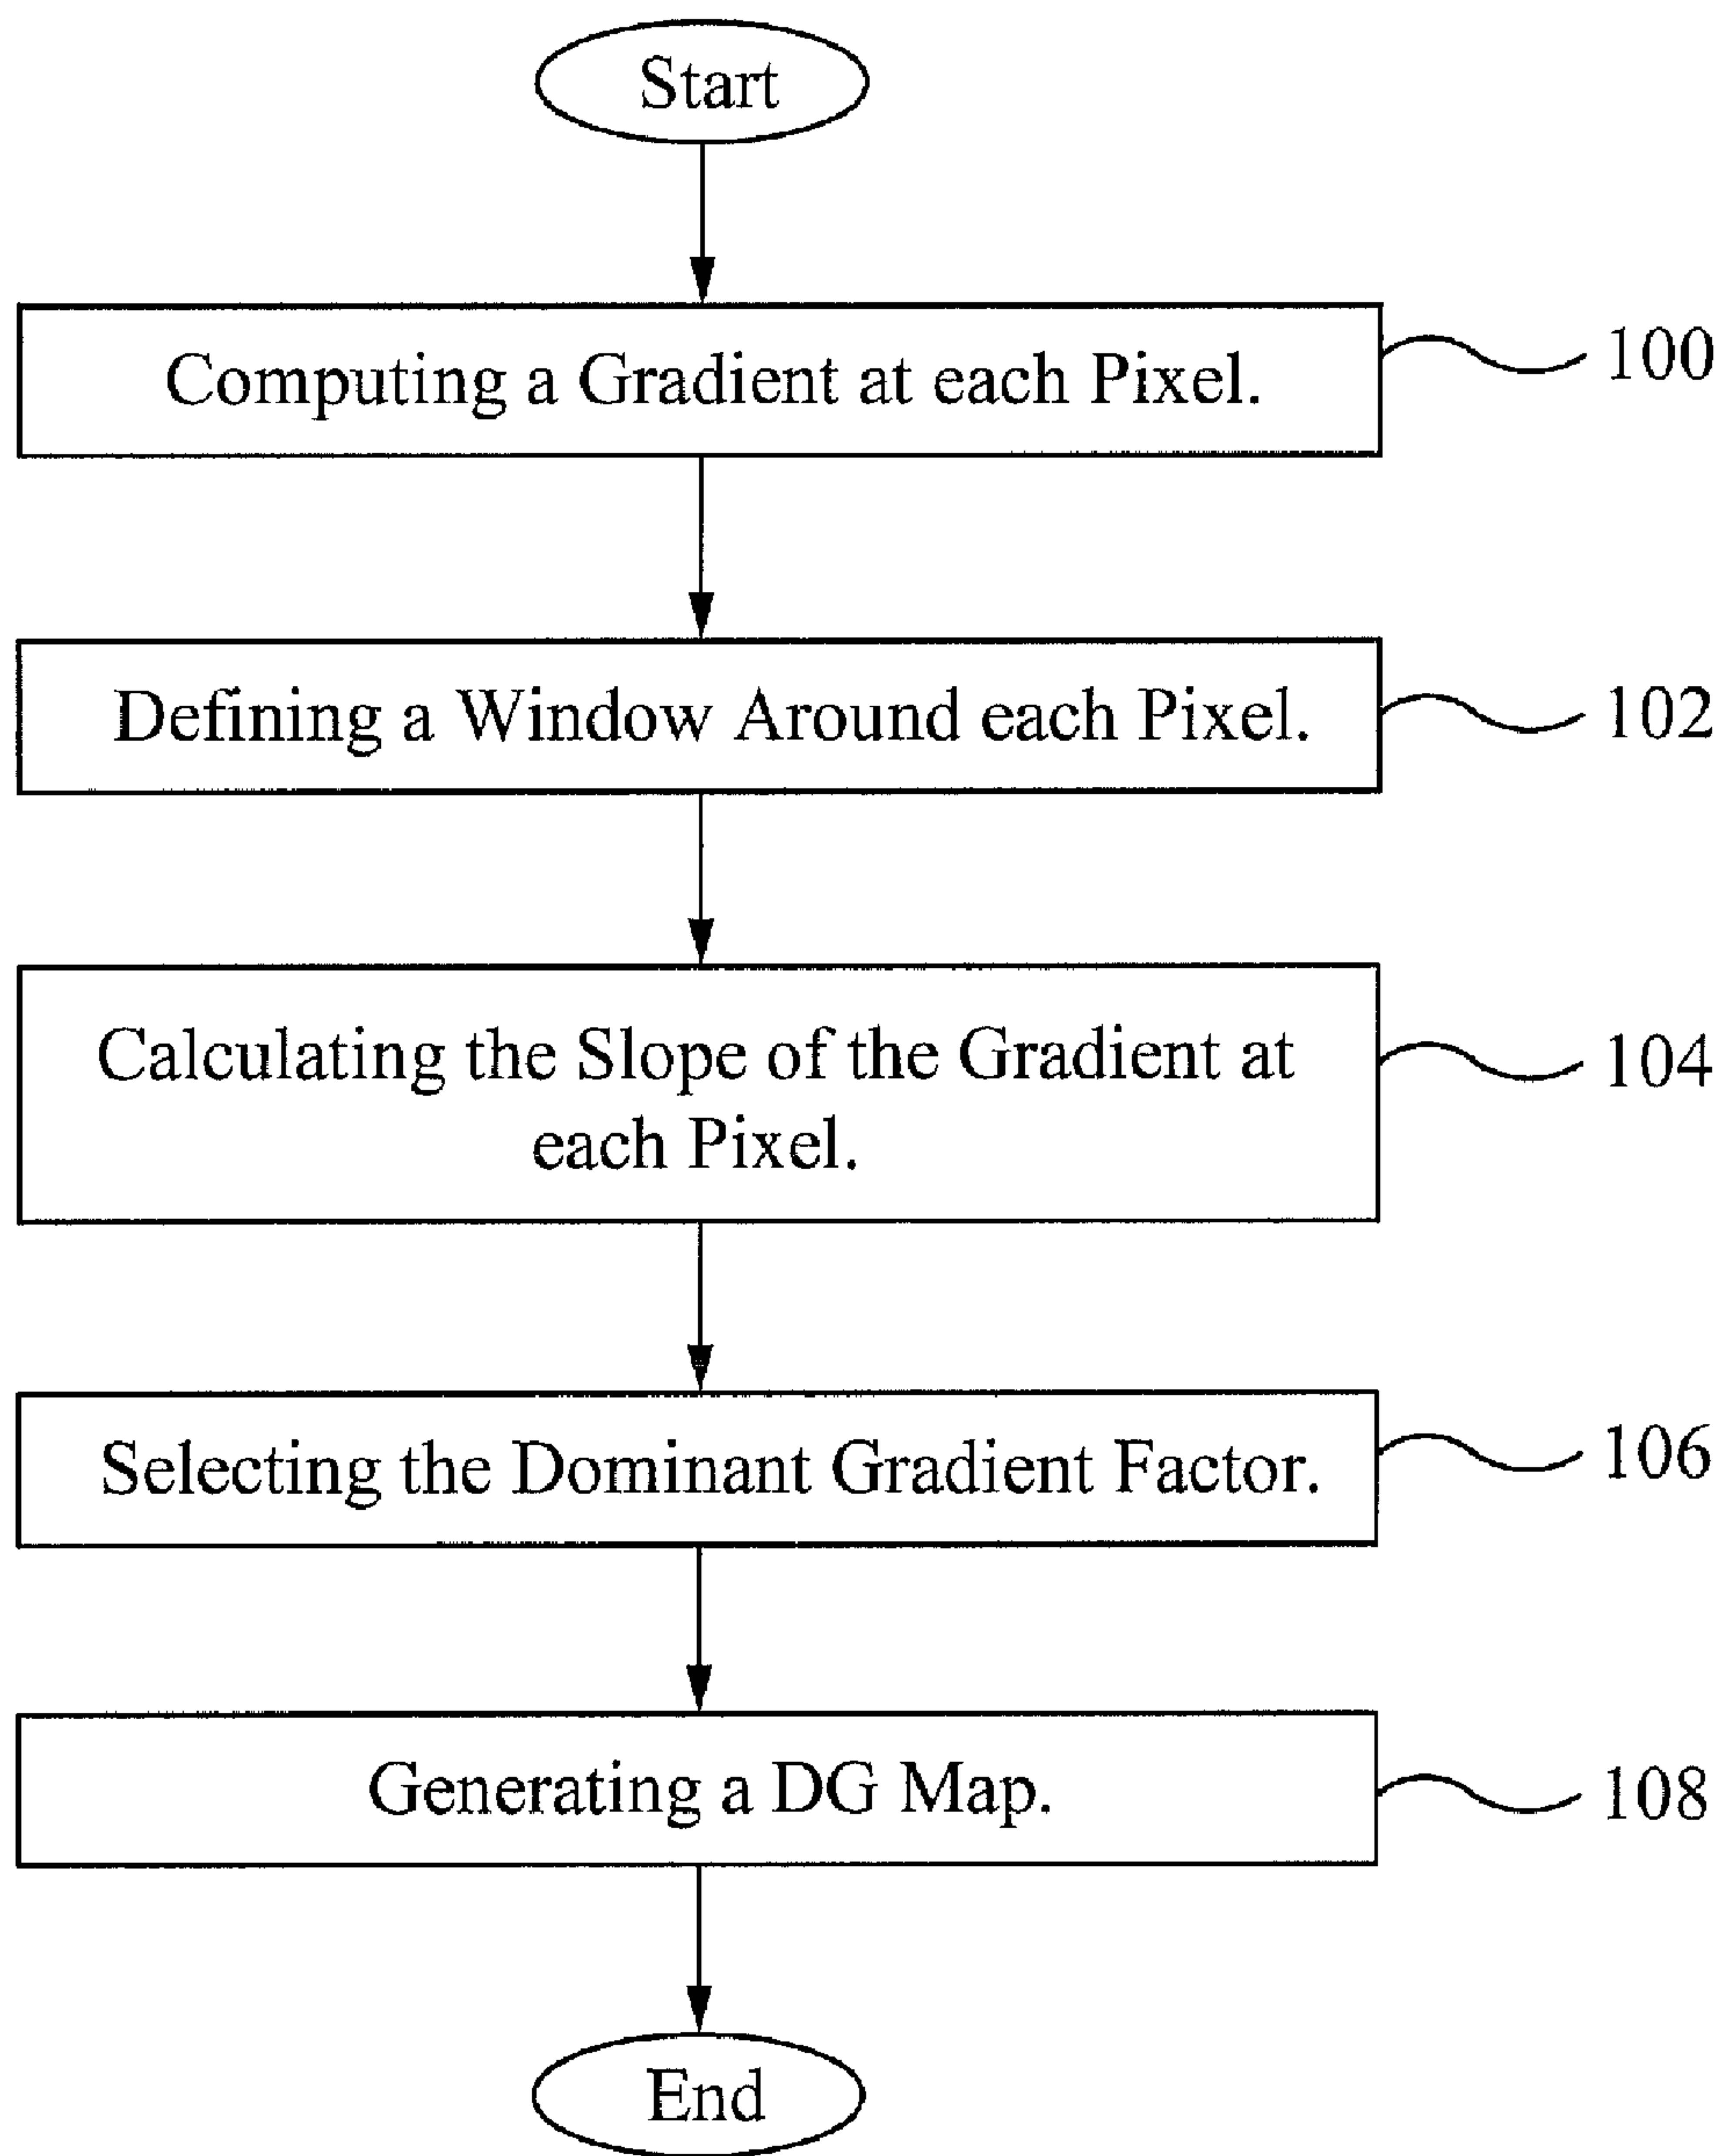 Start
Computing a Gradient at each Pixel.
100
Defining a Window Around each Pixel.
102
Calculating the Slope of the Gradient at
each Pixel.
104
Selecting the Dominant Gradient Factor.
106
Generating a DG Map.
108
End